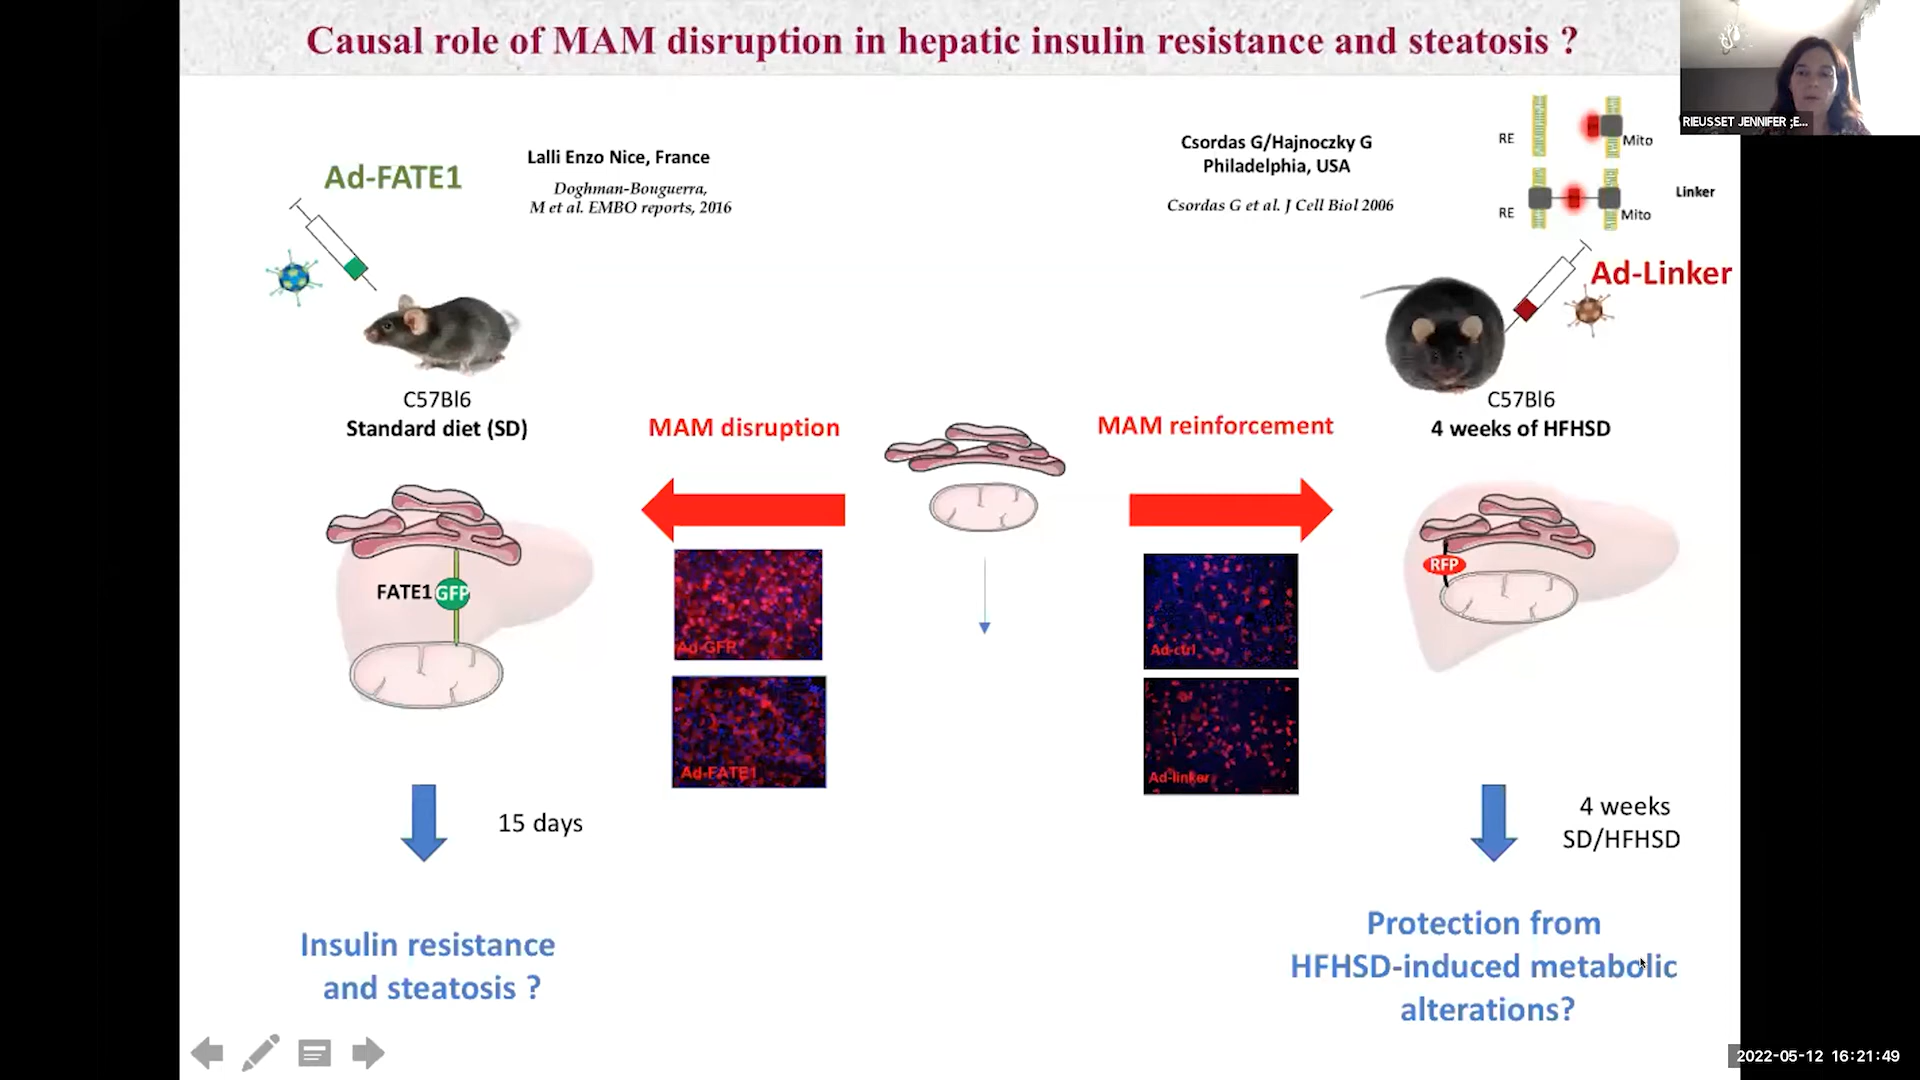 Causal role of MAM disruption in hepatic insulin resistance and steatosis ?
RIEUSSET JENNIFER ;E...
Ad-FATE1
Lalli Enzo Nice, France
Doghman-Bouguerra,
M et al. EMBO reports, 2016
Csordas G/Hajnoczky G
Philadelphia, USA
Csordas G et al. J Cell Biol 2006
RE
Mito
Linker
RE
Mito
Ad-Linker
C57Bl6
Standard diet (SD)
MAM disruption
MAM reinforcement
C57Bl6
4 weeks of HFHSD
FATE1
GFP
RFP
Ad-GFP
Ad-FATE1
Ad-ctrl
Ad-linker
15 days
4 weeks
SD/HFHSD
Insulin resistance
and steatosis ?
Protection from
HFHSD-induced metabolic
alterations?
2022-05-12 16:21:49